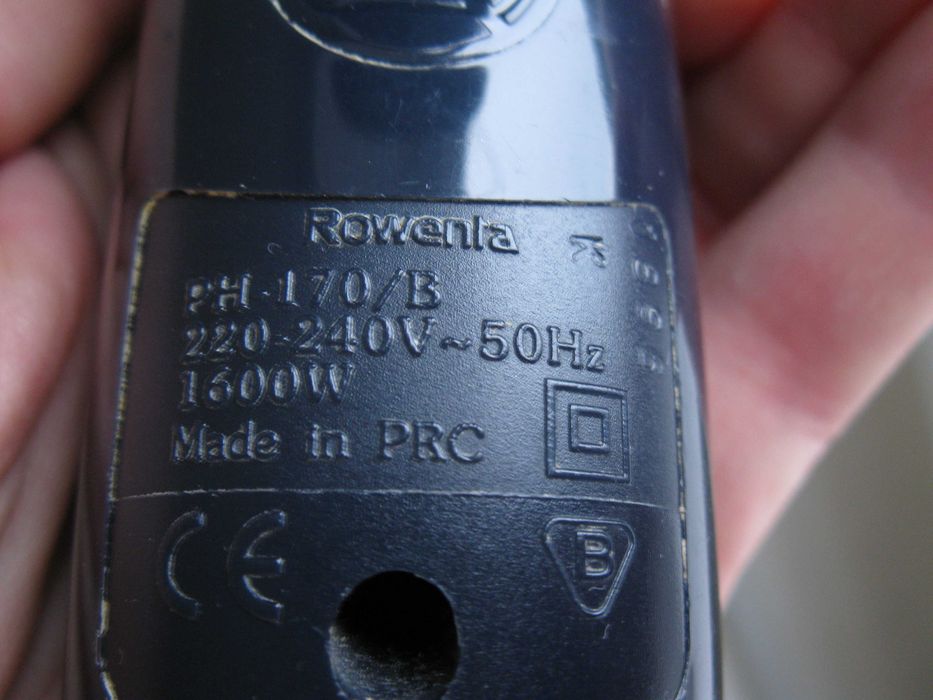 Rowenta
PH-170/B
220-240V~50Hz
1600W
Made in PRC
CE
B